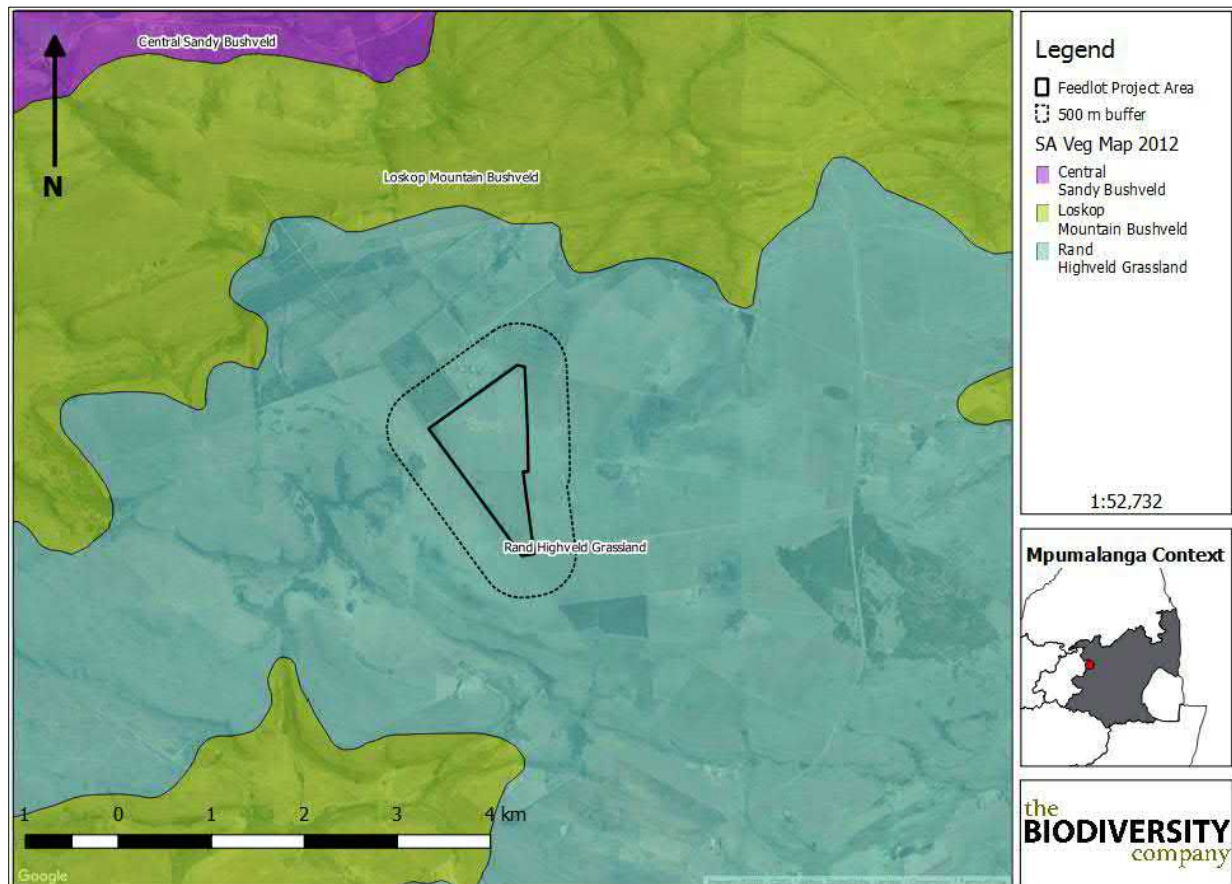 Central Sandy Bushveld
N
Loskop Mountain Bushveld
Rand Highveld Grassland
1 0 1 2 3 4 km
Google
Legend
Feedlot Project Area
500 m buffer
SA Veg Map 2012
Central
Sandy Bushveld
Loskop
Mountain Bushveld
Rand
Highveld Grassland
1:52,732
Mpumalanga Context
the
BIODIVERSITY
company